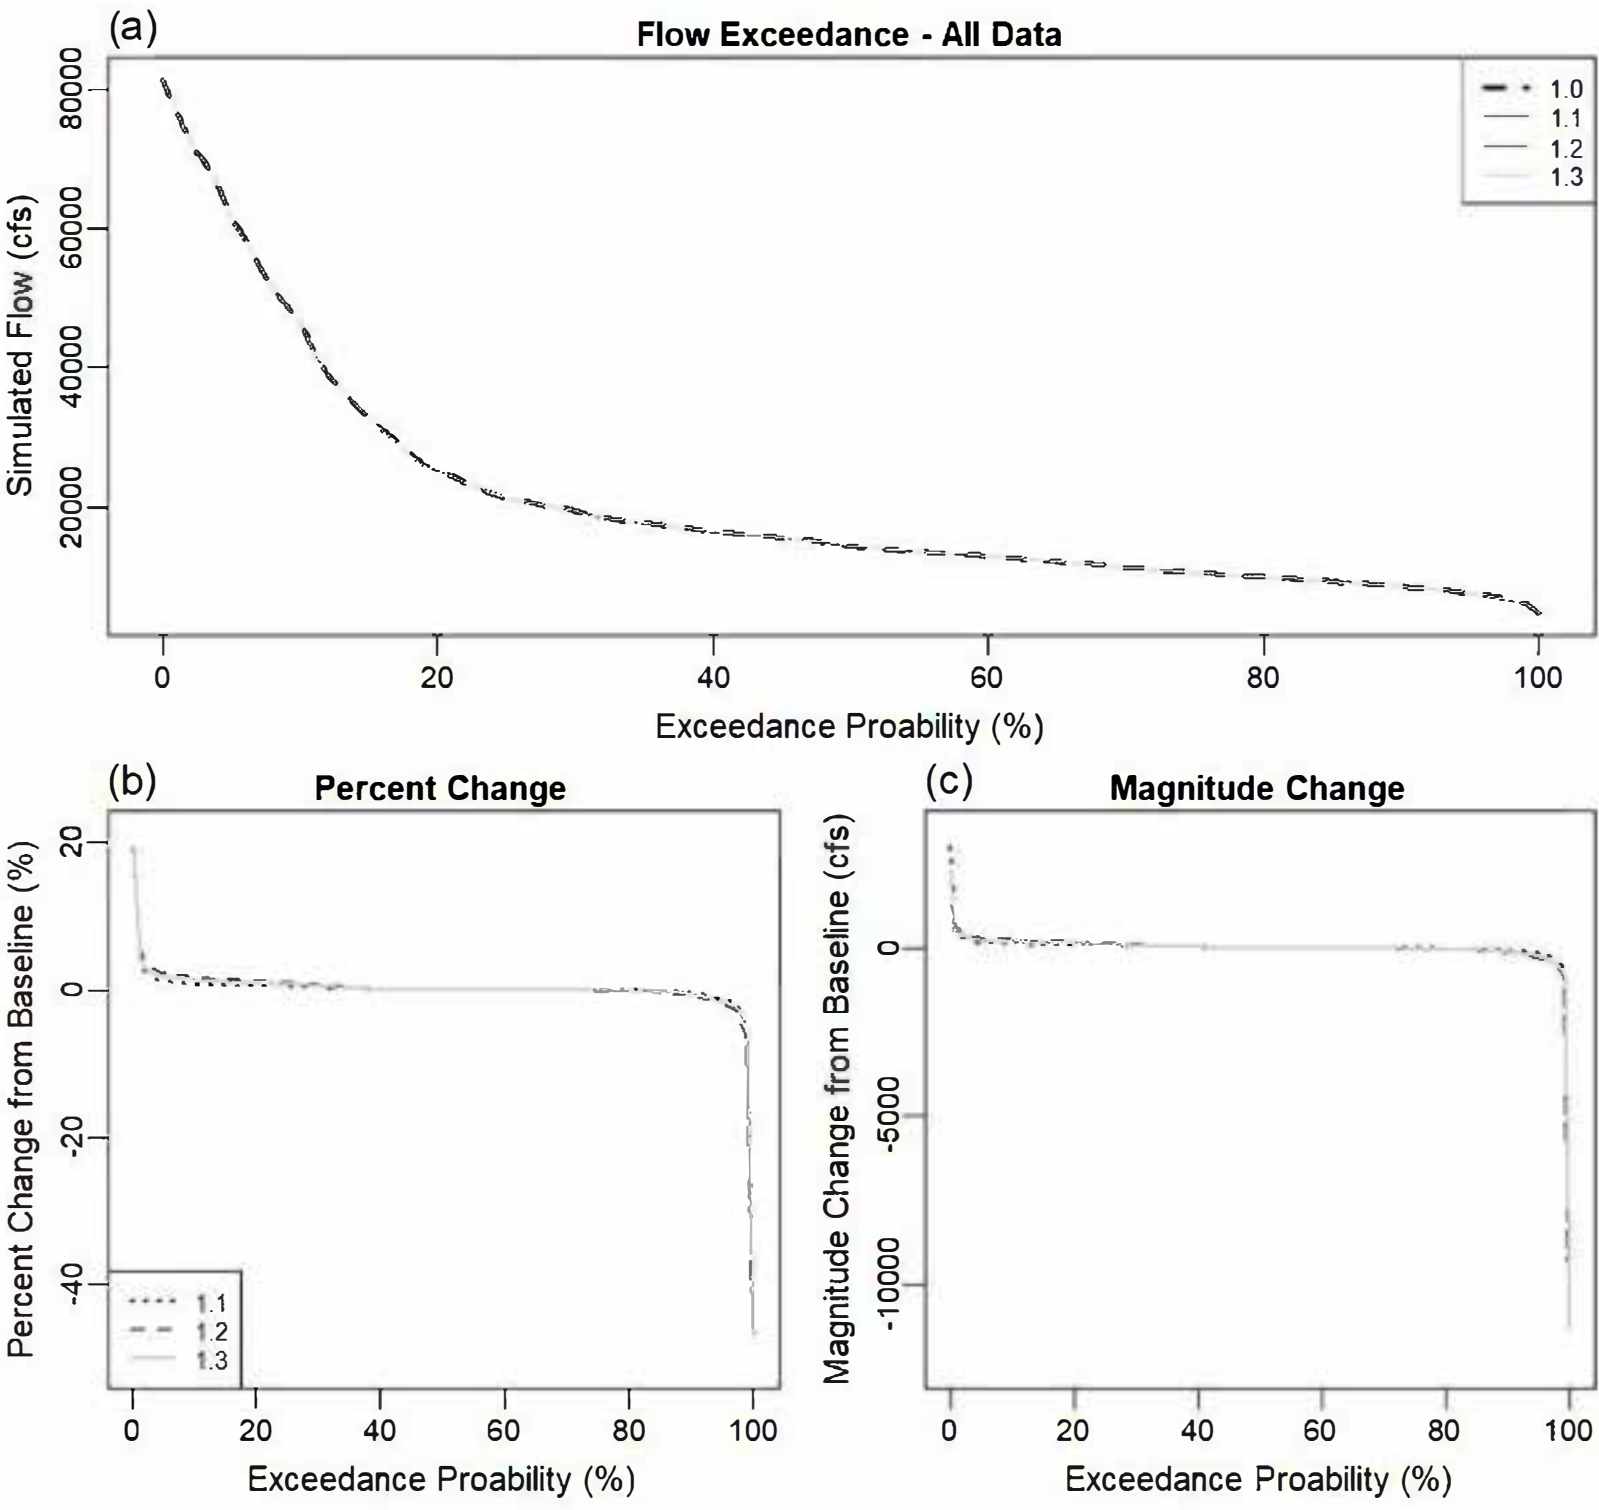 (a)
Flow Exceedance - All Data
Simulated Flow (cfs)
80000
60000
40000
20000
1.0
1.1
1.2
1.3
0 20 40 60 80 100
Exceedance Proability (%)
(b)
Percent Change
Percent Change from Baseline (%)
20
0
-20
-40
1.1
1.2
1.3
0 20 40 60 80 100
Exceedance Proability (%)
(c)
Magnitude Change
Magnitude Change from Baseline (cfs)
0
-5000
-10000
0 20 40 60 80 100
Exceedance Proability (%)